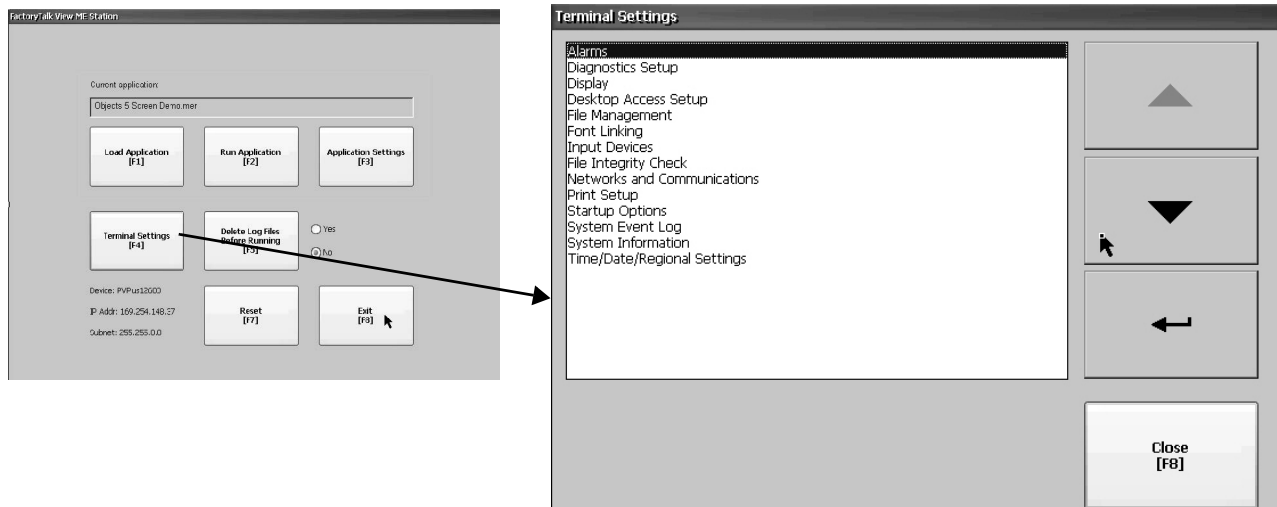 FactoryTalk View ME Station
Current application:
Objects 5 Screen Demo.mer
Load Application
[F1]
Run Application
[F2]
Application Settings
[F3]
Terminal Settings
[F4]
Delete Log Files
Before Running
[F5]
Yes
No
Device: PVPus12600
IP Addr: 169.254.148.37
Subnet: 255.255.0.0
Reset
[F7]
Exit
[F8]
Terminal Settings
Alarms
Diagnostics Setup
Display
Desktop Access Setup
File Management
Font Linking
Input Devices
File Integrity Check
Networks and Communications
Print Setup
Startup Options
System Event Log
System Information
Time/Date/Regional Settings
Close
[F8]